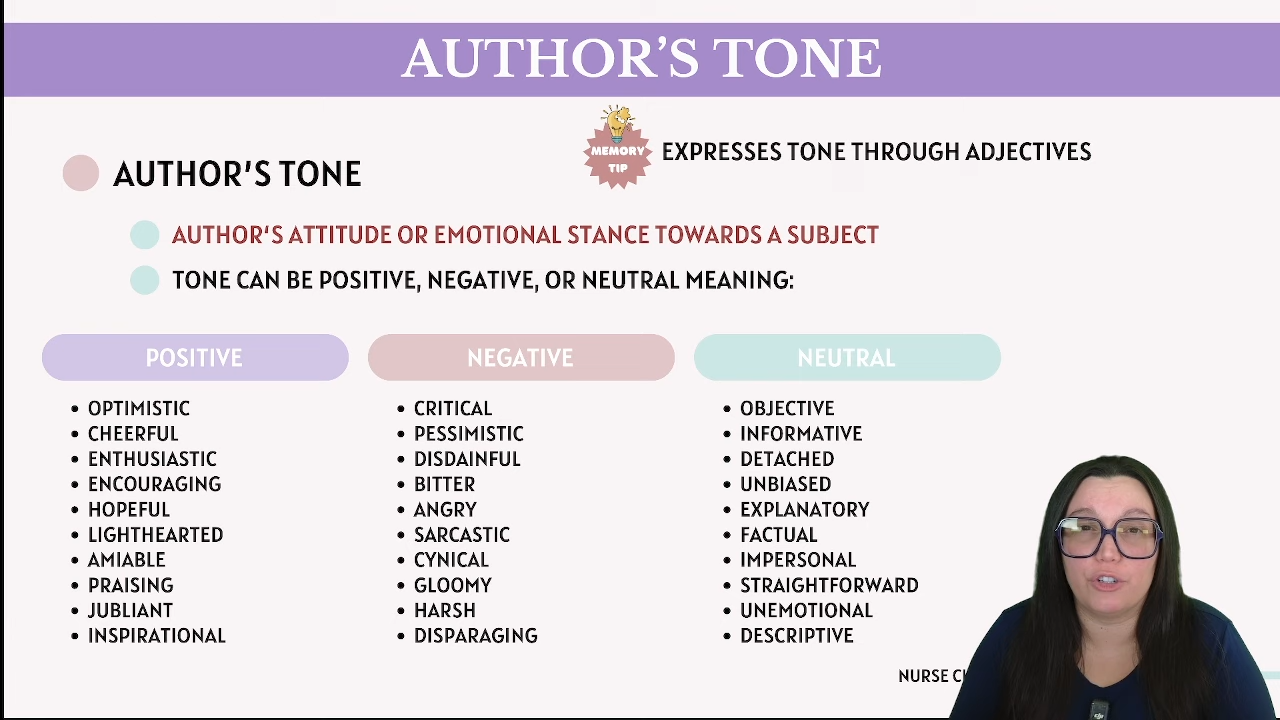 AUTHOR'S TONE
MEMORY
TIP
EXPRESSES TONE THROUGH ADJECTIVES
AUTHOR'S TONE
AUTHOR'S ATTITUDE OR EMOTIONAL STANCE TOWARDS A SUBJECT
TONE CAN BE POSITIVE, NEGATIVE, OR NEUTRAL MEANING:
POSITIVE
OPTIMISTIC
CHEERFUL
ENTHUSIASTIC
ENCOURAGING
HOPEFUL
LIGHTHEARTED
AMIABLE
PRAISING
JUBLIANT
INSPIRATIONAL
NEGATIVE
CRITICAL
PESSIMISTIC
DISDAINFUL
BITTER
ANGRY
SARCASTIC
CYNICAL
GLOOMY
HARSH
DISPARAGING
NEUTRAL
OBJECTIVE
INFORMATIVE
DETACHED
UNBIASED
EXPLANATORY
FACTUAL
IMPERSONAL
STRAIGHTFORWARD
UNEMOTIONAL
DESCRIPTIVE
NURSE